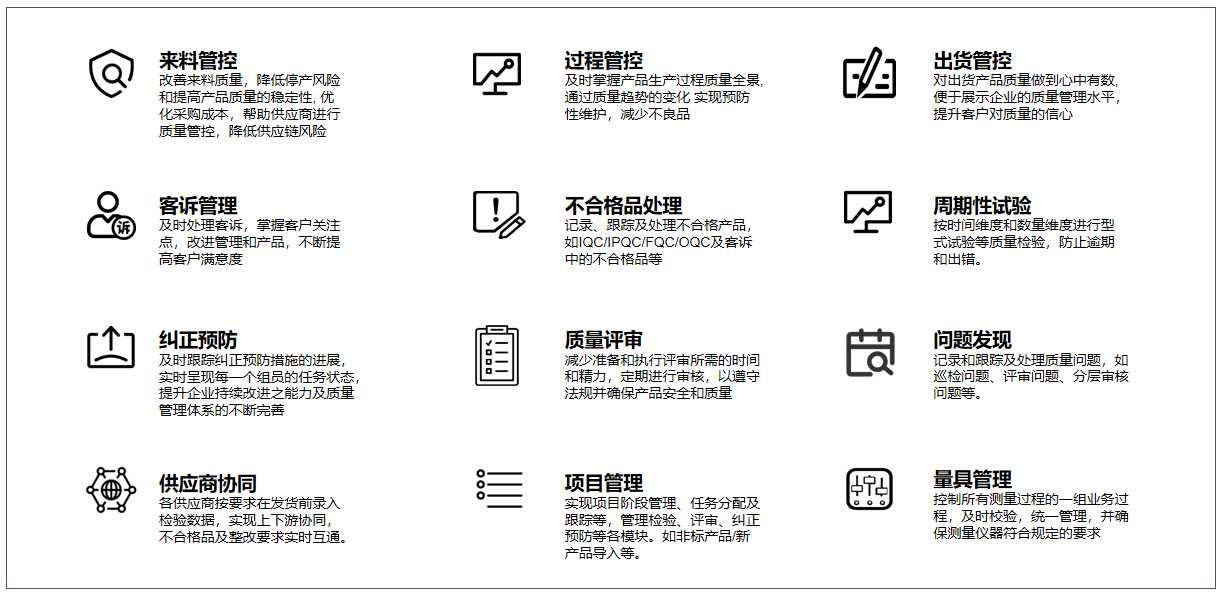 来料管控
改善来料质量，降低停产风险
和提高产品质量的稳定性, 优
化采购成本，帮助供应商进行
质量管控，降低供应链风险
过程管控
及时掌握产品生产过程质量全景,
通过质量趋势的变化 实现预防
性维护，减少不良品
出货管控
对出货产品质量做到心中有数,
便于展示企业的质量管理水平，
提升客户对质量的信心
诉
客诉管理
及时处理客诉，掌握客户关注
点，改进管理和产品，不断提
高客户满意度
不合格品处理
记录、跟踪及处理不合格产品，
如IQC/IPQC/FQC/OQC及客诉
中的不合格品等
周期性试验
按时间维度和数量维度进行型
式试验等质量检验，防止逾期
和出错。
纠正预防
及时跟踪纠正预防措施的进展，
实时呈现每一个组员的任务状态，
提升企业持续改进之能力及质量
管理体系的不断完善
质量评审
减少准备和执行评审所需的时间
和精力，定期进行审核，以遵守
法规并确保产品安全和质量
问题发现
记录和跟踪及处理质量问题，如
巡检问题、评审问题、分层审核
问题等。
供应商协同
各供应商按要求在发货前录入
检验数据，实现上下游协同，
不合格品及整改要求实时互通。
项目管理
实现项目阶段管理、任务分配及
跟踪等，管理检验、评审、纠正
预防等各模块。如非标产品/新
产品导入等。
量具管理
控制所有测量过程的一组业务过
程，及时校验，统一管理，并确
保测量仪器符合规定的要求